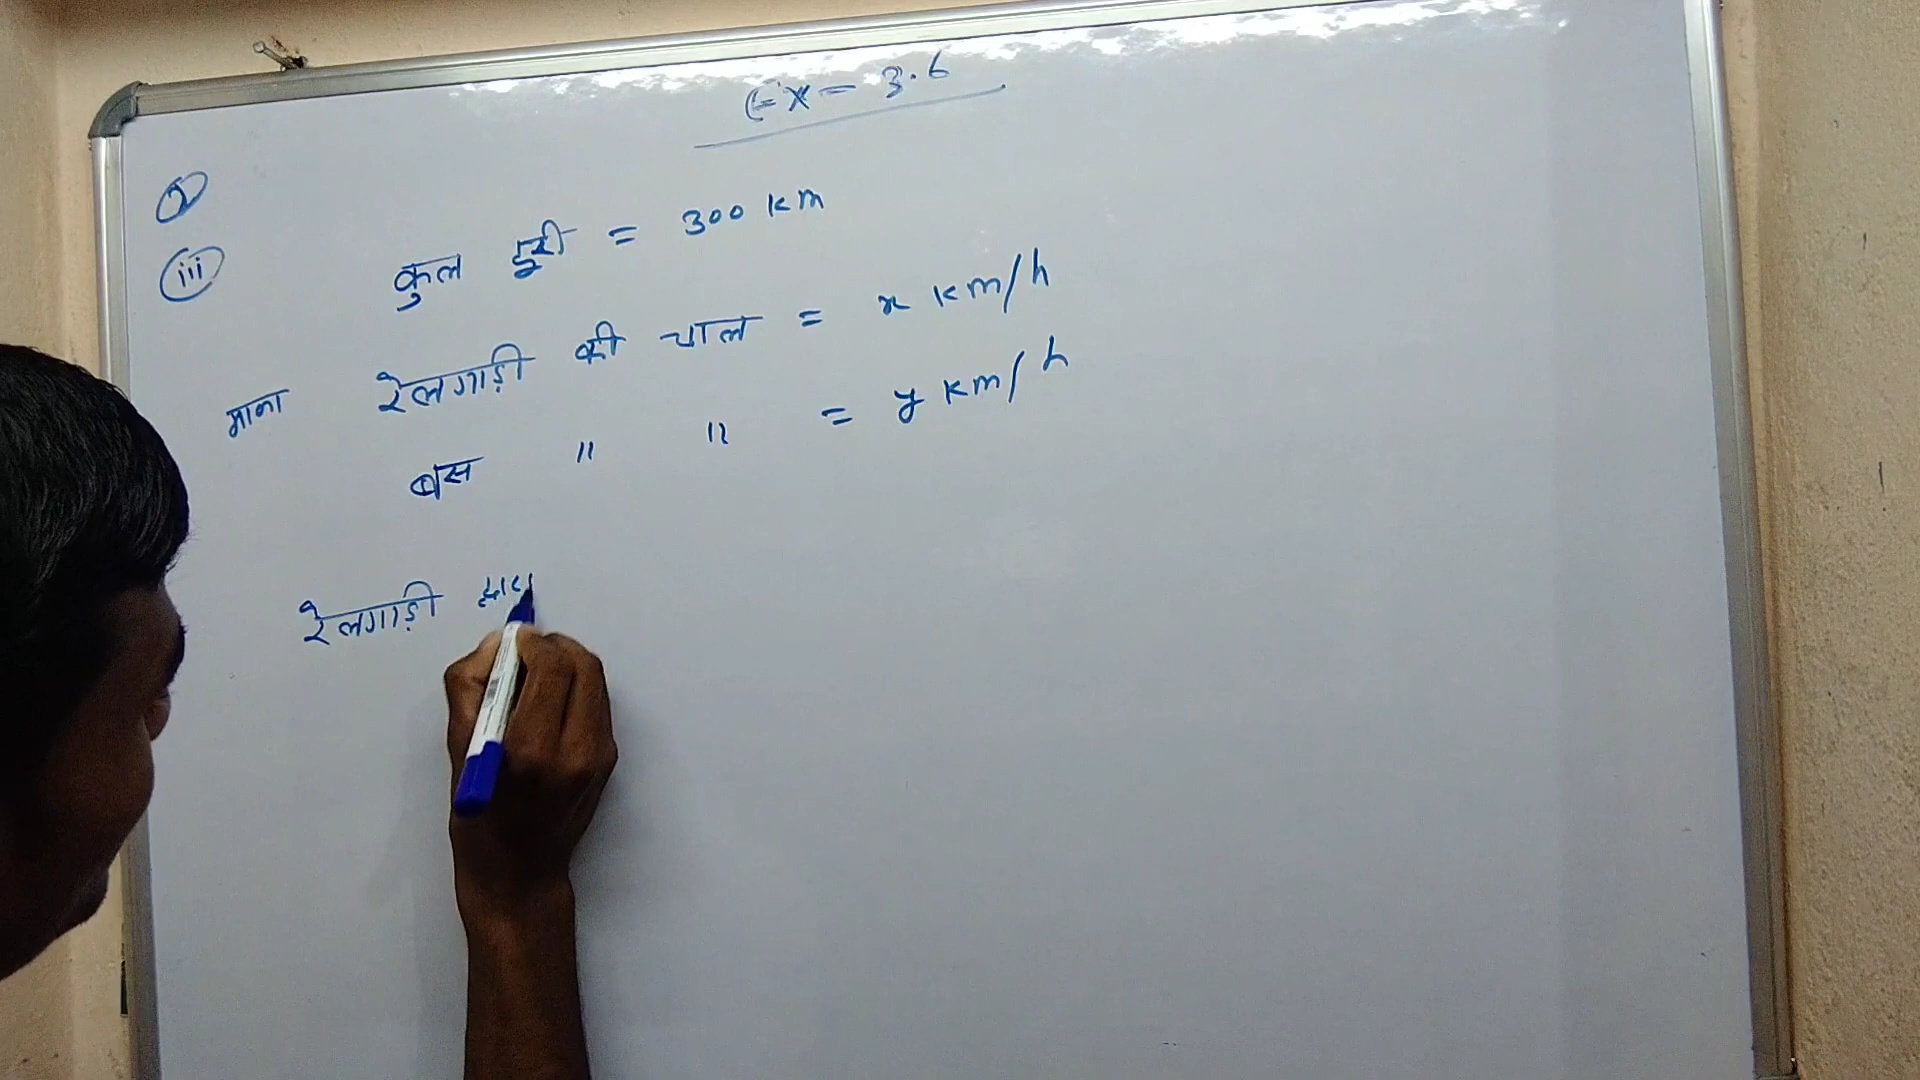 Ex - 3.6
iii
कुल दूरी = 300 km
माना रेलगाड़ी की चाल = x km/h
बस " " = y km/h
रेलगाड़ी द्वारा